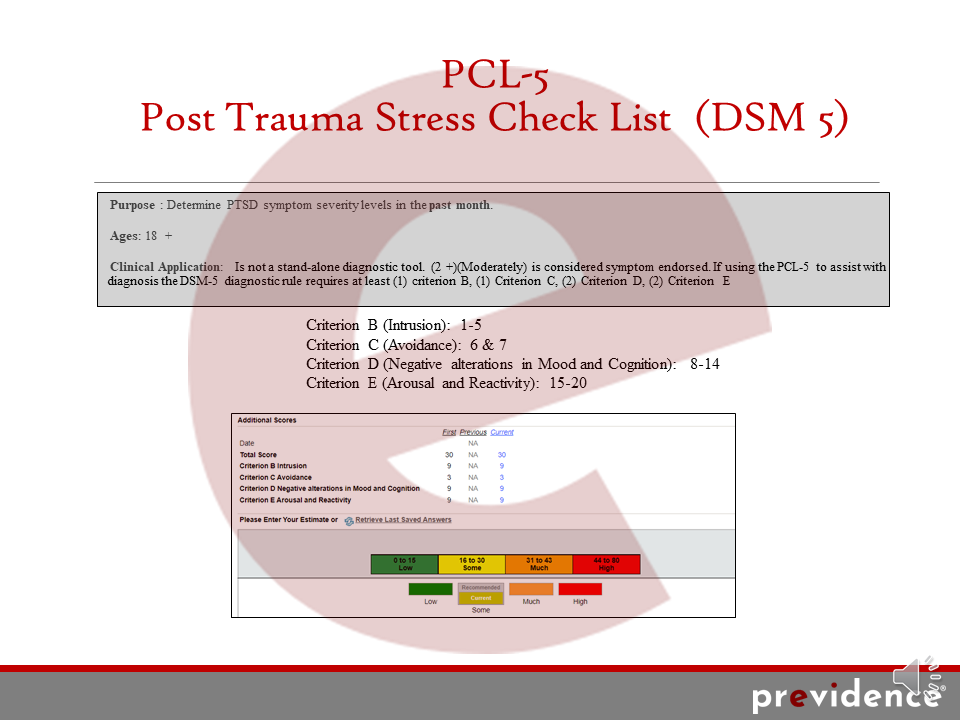 PCL-5
Post Trauma Stress Check List (DSM 5)
Purpose : Determine PTSD symptom severity levels in the past month.
Ages: 18 +
Clinical Application: Is not a stand-alone diagnostic tool. (2 +)(Moderately) is considered symptom endorsed. If using the PCL-5 to assist with
diagnosis the DSM-5 diagnostic rule requires at least (1) criterion B, (1) Criterion C, (2) Criterion D, (2) Criterion E
Criterion B (Intrusion): 1-5
Criterion C (Avoidance): 6 & 7
Criterion D (Negative alterations in Mood and Cognition): 8-14
Criterion E (Arousal and Reactivity): 15-20
Additional Scores
First Previous Current
Date NA
Total Score 30 NA 30
Criterion B Intrusion 9 NA 9
Criterion C Avoidance 3 NA 3
Criterion D Negative alterations in Mood and Cognition 9 NA 9
Criterion E Arousal and Reactivity 9 NA 9
Please Enter Your Estimate or Retrieve Last Saved Answers
0 to 15 16 to 30 31 to 43 44 to 80
Low Some Much High
Recommended
Current
Low Some Much High
previdence®